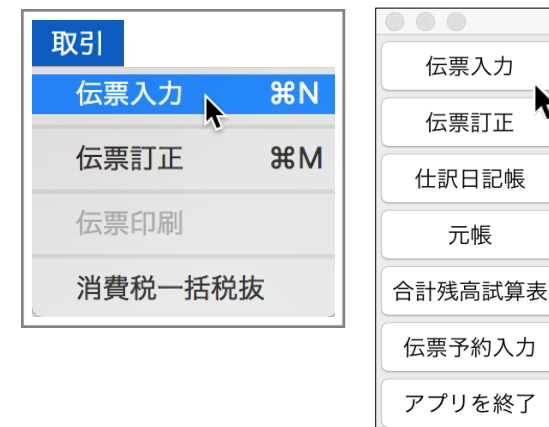 取引
伝票入力 ⌘N
伝票訂正 ⌘M
伝票印刷
消費税一括税抜
伝票入力
伝票訂正
仕訳日記帳
元帳
合計残高試算表
伝票予約入力
アプリを終了